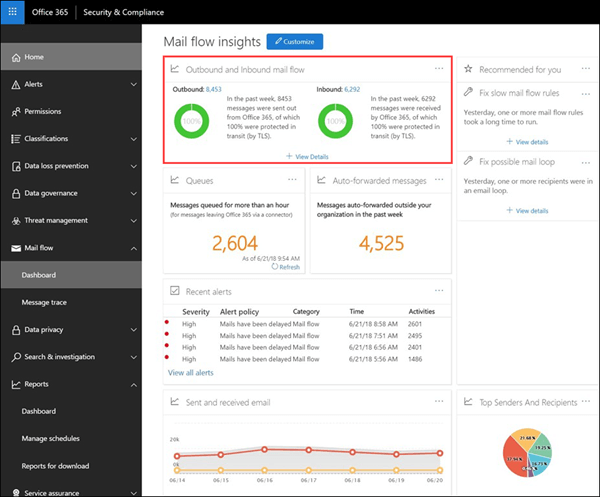 Office 365 Security & Compliance
Home
Alerts
Permissions
Classifications
Data loss prevention
Data governance
Threat management
Mail flow
Dashboard
Message trace
Data privacy
Search & investigation
Reports
Dashboard
Manage schedules
Reports for download
Service assurance
Mail flow insights
Customize
Outbound and Inbound mail flow
Outbound: 8,453
100%
In the past week, 8453
messages were sent out
from Office 365, of which
100% were protected in
transit (by TLS).
Inbound: 6,292
100%
In the past week, 6292
messages were received
by Office 365, of which
100% were protected in
transit (by TLS).
View Details
Queues
Messages queued for more than an hour
(for messages leaving Office 365 via a connector)
2,604
As of 6/21/18 9:54 AM
Refresh
Auto-forwarded messages
Messages auto-forwarded outside your
organization in the past week
4,525
Recent alerts
Severity Alert policy Category Time Activities
High Mails have been delayed Mail flow 6/21/18 8:58 AM 2601
High Mails have been delayed Mail flow 6/21/18 7:51 AM 2495
High Mails have been delayed Mail flow 6/21/18 6:56 AM 2401
High Mails have been delayed Mail flow 6/21/18 5:56 AM 1486
View all alerts
Sent and received email
20k
0k
06/14 06/15 06/16 06/17 06/18 06/19 06/20
Recommended for you
Fix slow mail flow rules
Yesterday, one or more mail flow rules
took a long time to run.
View details
Fix possible mail loop
Yesterday, one or more recipients were in
an email loop.
View details
Top Senders And Recipients
21.68 %